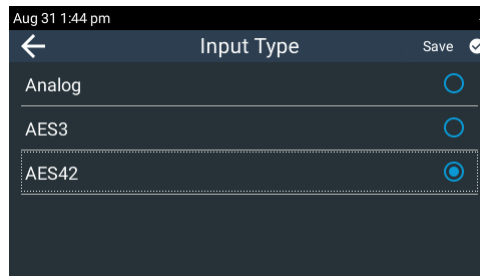 Aug 31 1:44 pm
Input Type Save
Analog
AES3
AES42